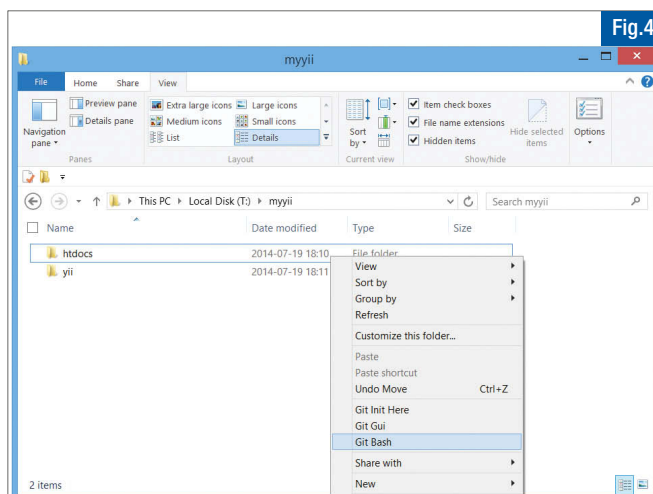 Fig.4
myyii
File Home Share View
Navigation pane
Preview pane
Details pane
Panes
Extra large icons Large icons
Medium icons Small icons
List Details
Layout
Sort by
Current view
Item check boxes
File name extensions
Hidden items
Hide selected items
Show/hide
Options
This PC Local Disk (T:) myyii
Search myyii
Name Date modified Type Size
htdocs 2014-07-19 18:10 File folder
yii 2014-07-19 18:11
View
Sort by
Group by
Refresh
Customize this folder...
Paste
Paste shortcut
Undo Move Ctrl+Z
Git Init Here
Git Gui
Git Bash
Share with
New
2 items